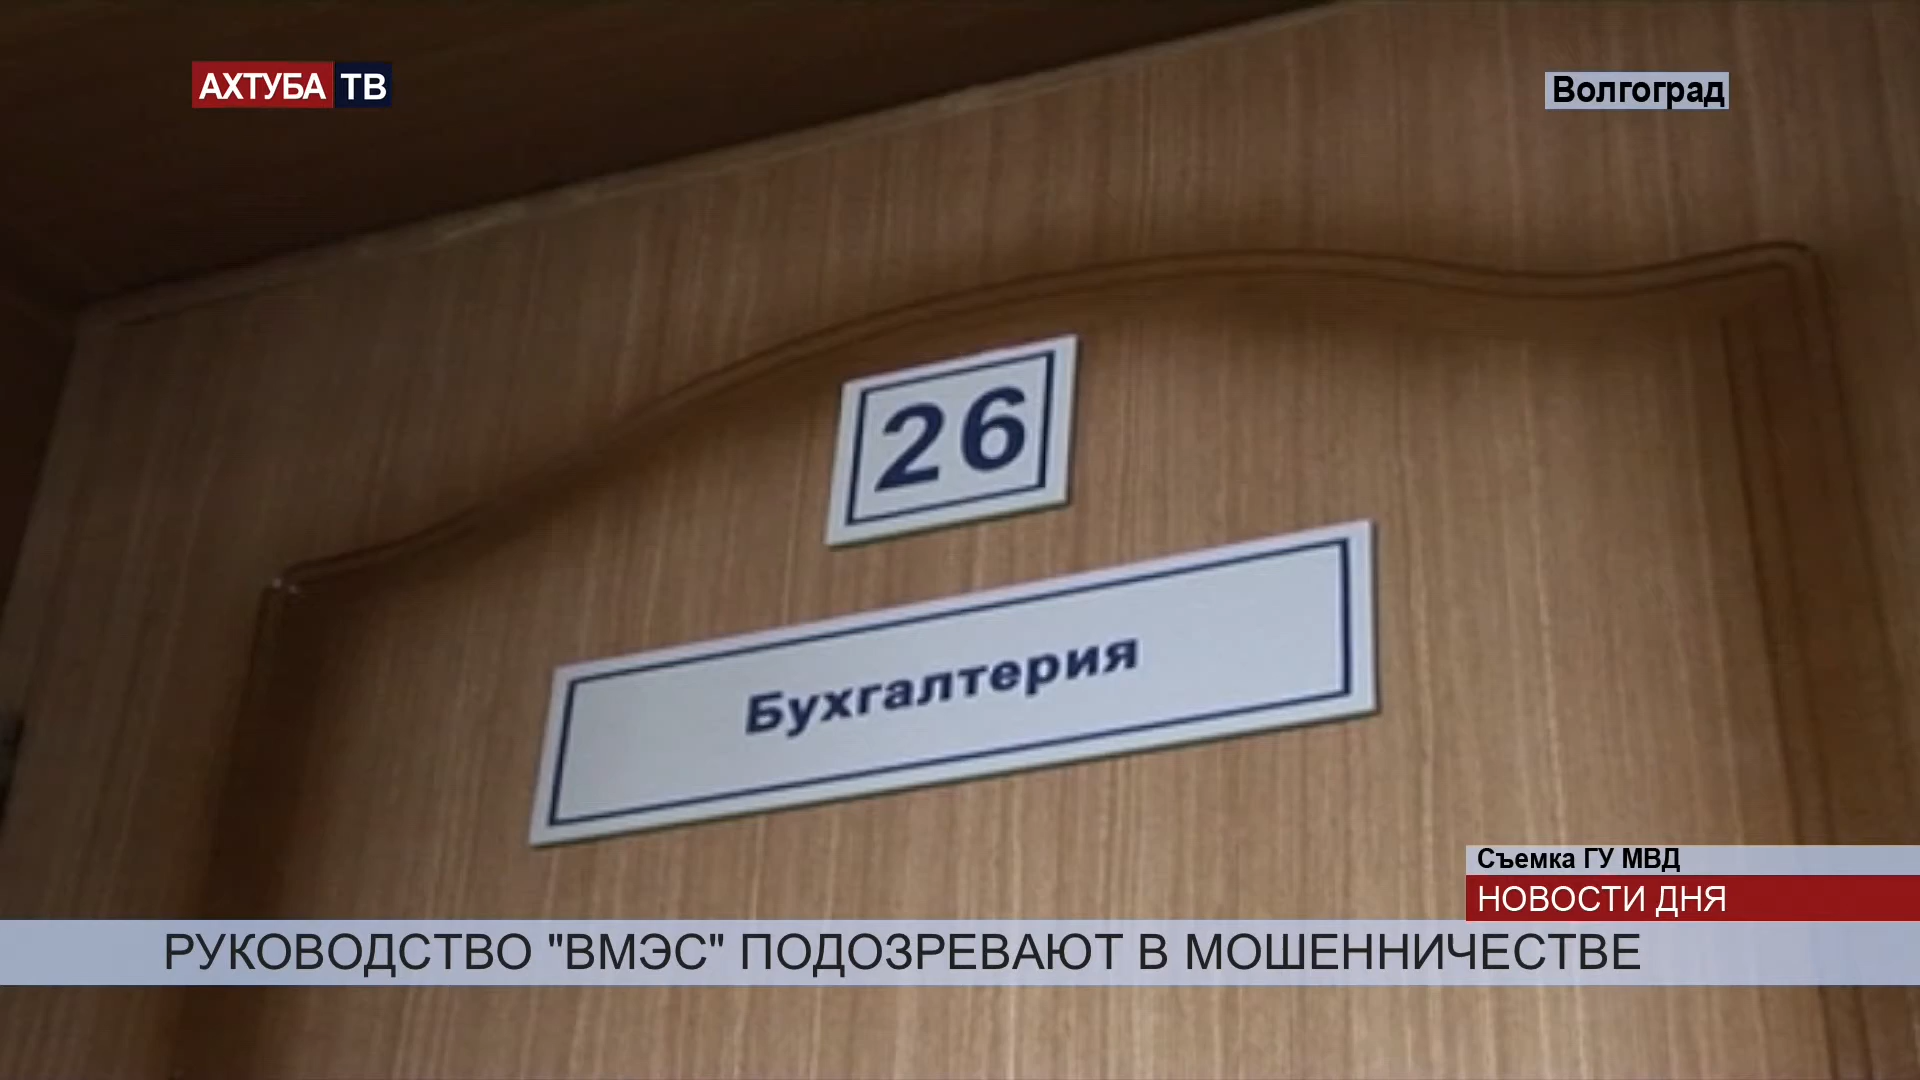 АХТУБА ТВ
Волгоград
26
Бухгалтерия
Съемка ГУ МВД
НОВОСТИ ДНЯ
РУКОВОДСТВО "ВМЭС" ПОДОЗРЕВАЮТ В МОШЕННИЧЕСТВЕ